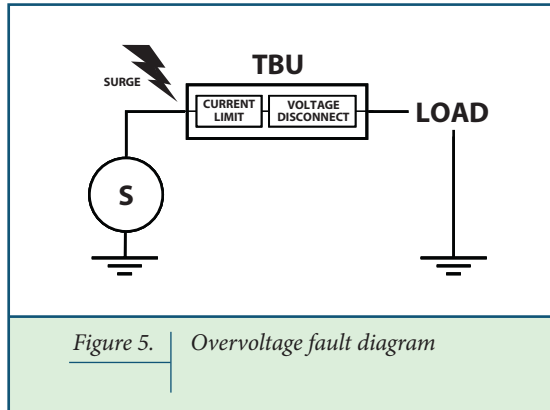 TBU
SURGE
CURRENT
LIMIT
VOLTAGE
DISCONNECT
LOAD
S
Figure 5.
Overvoltage fault diagram